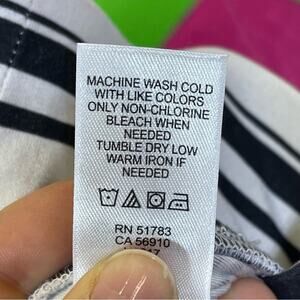 MACHINE WASH COLD
WITH LIKE COLORS
ONLY NON-CHLORINE
BLEACH WHEN
NEEDED
TUMBLE DRY LOW
WARM IRON IF
NEEDED
RN 51783
CA 56910